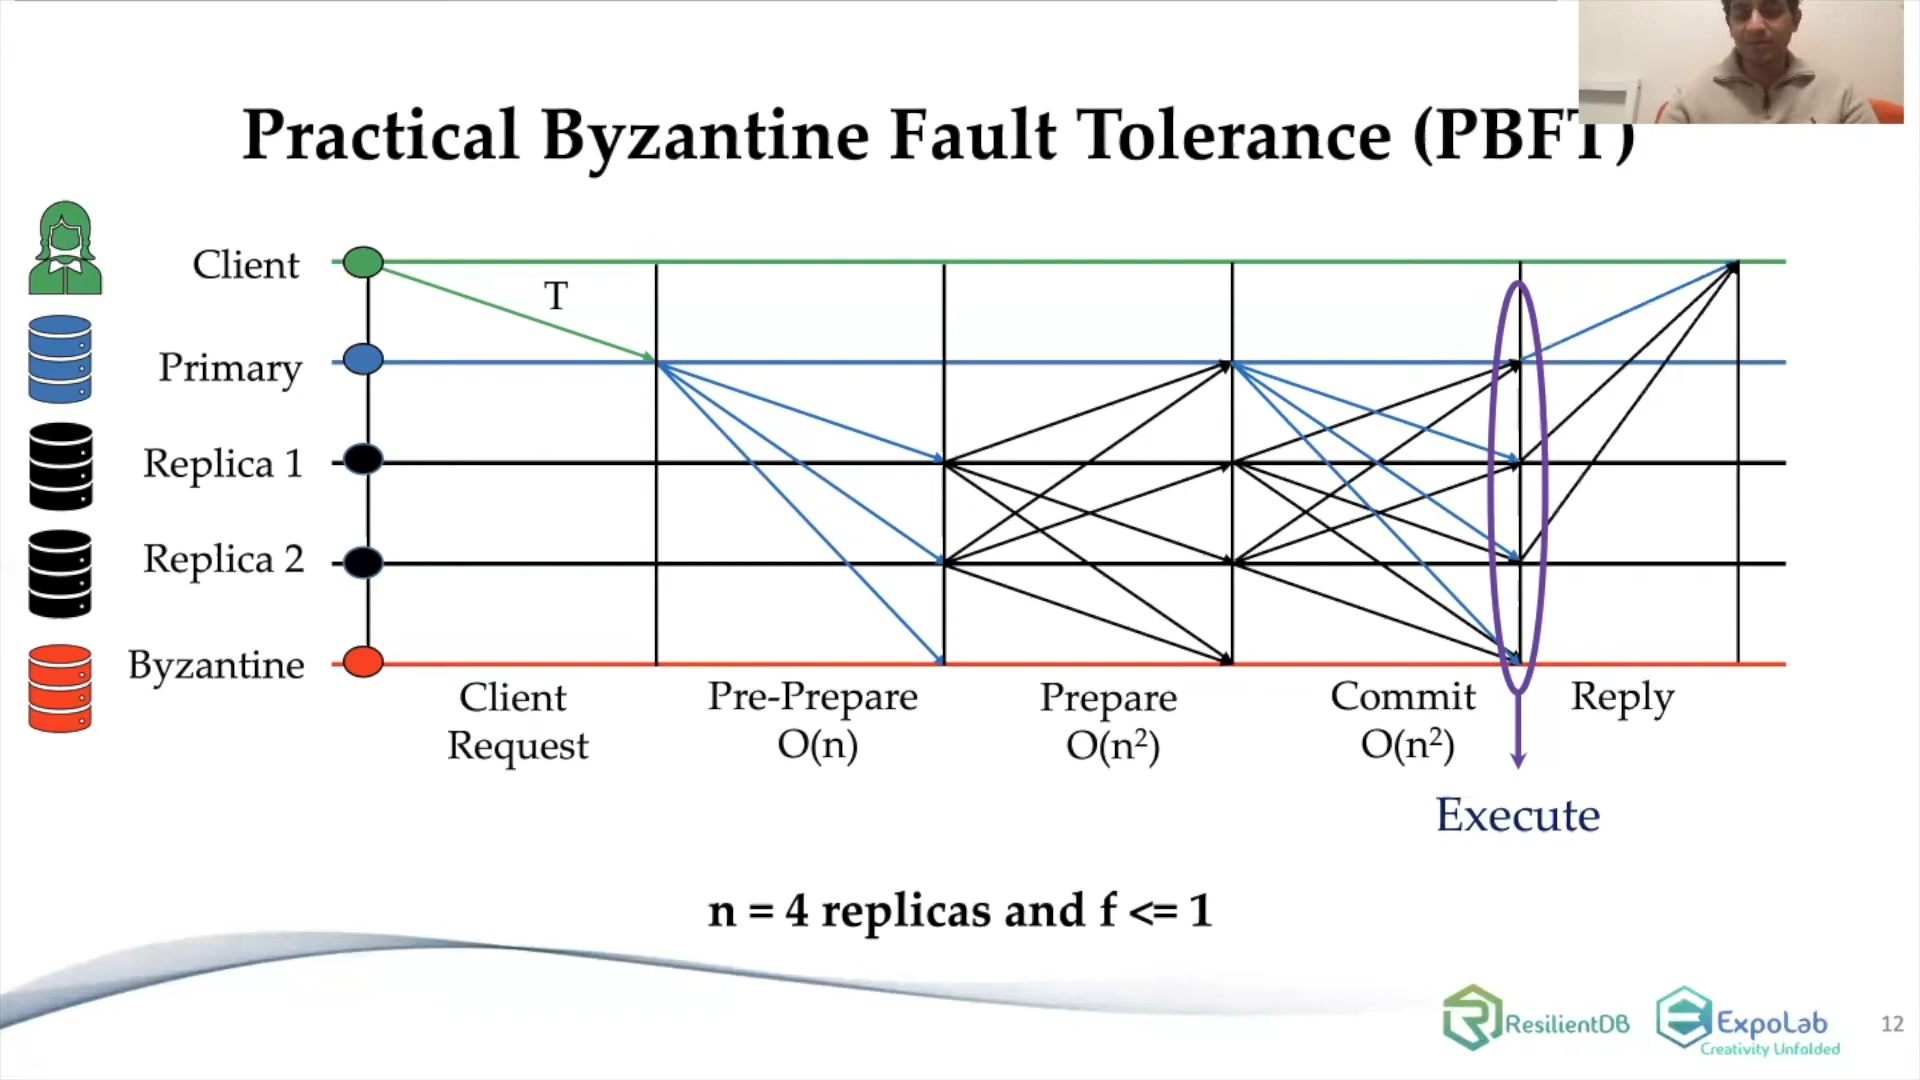 Practical Byzantine Fault Tolerance (PBFT)
Client
T
Primary
Replica 1
Replica 2
Byzantine
Client
Request
Pre-Prepare
O(n)
Prepare
O(n²)
Commit
O(n²)
Reply
Execute
n = 4 replicas and f <= 1
ResilientDB
ExpoLab
Creativity Unfolded
12